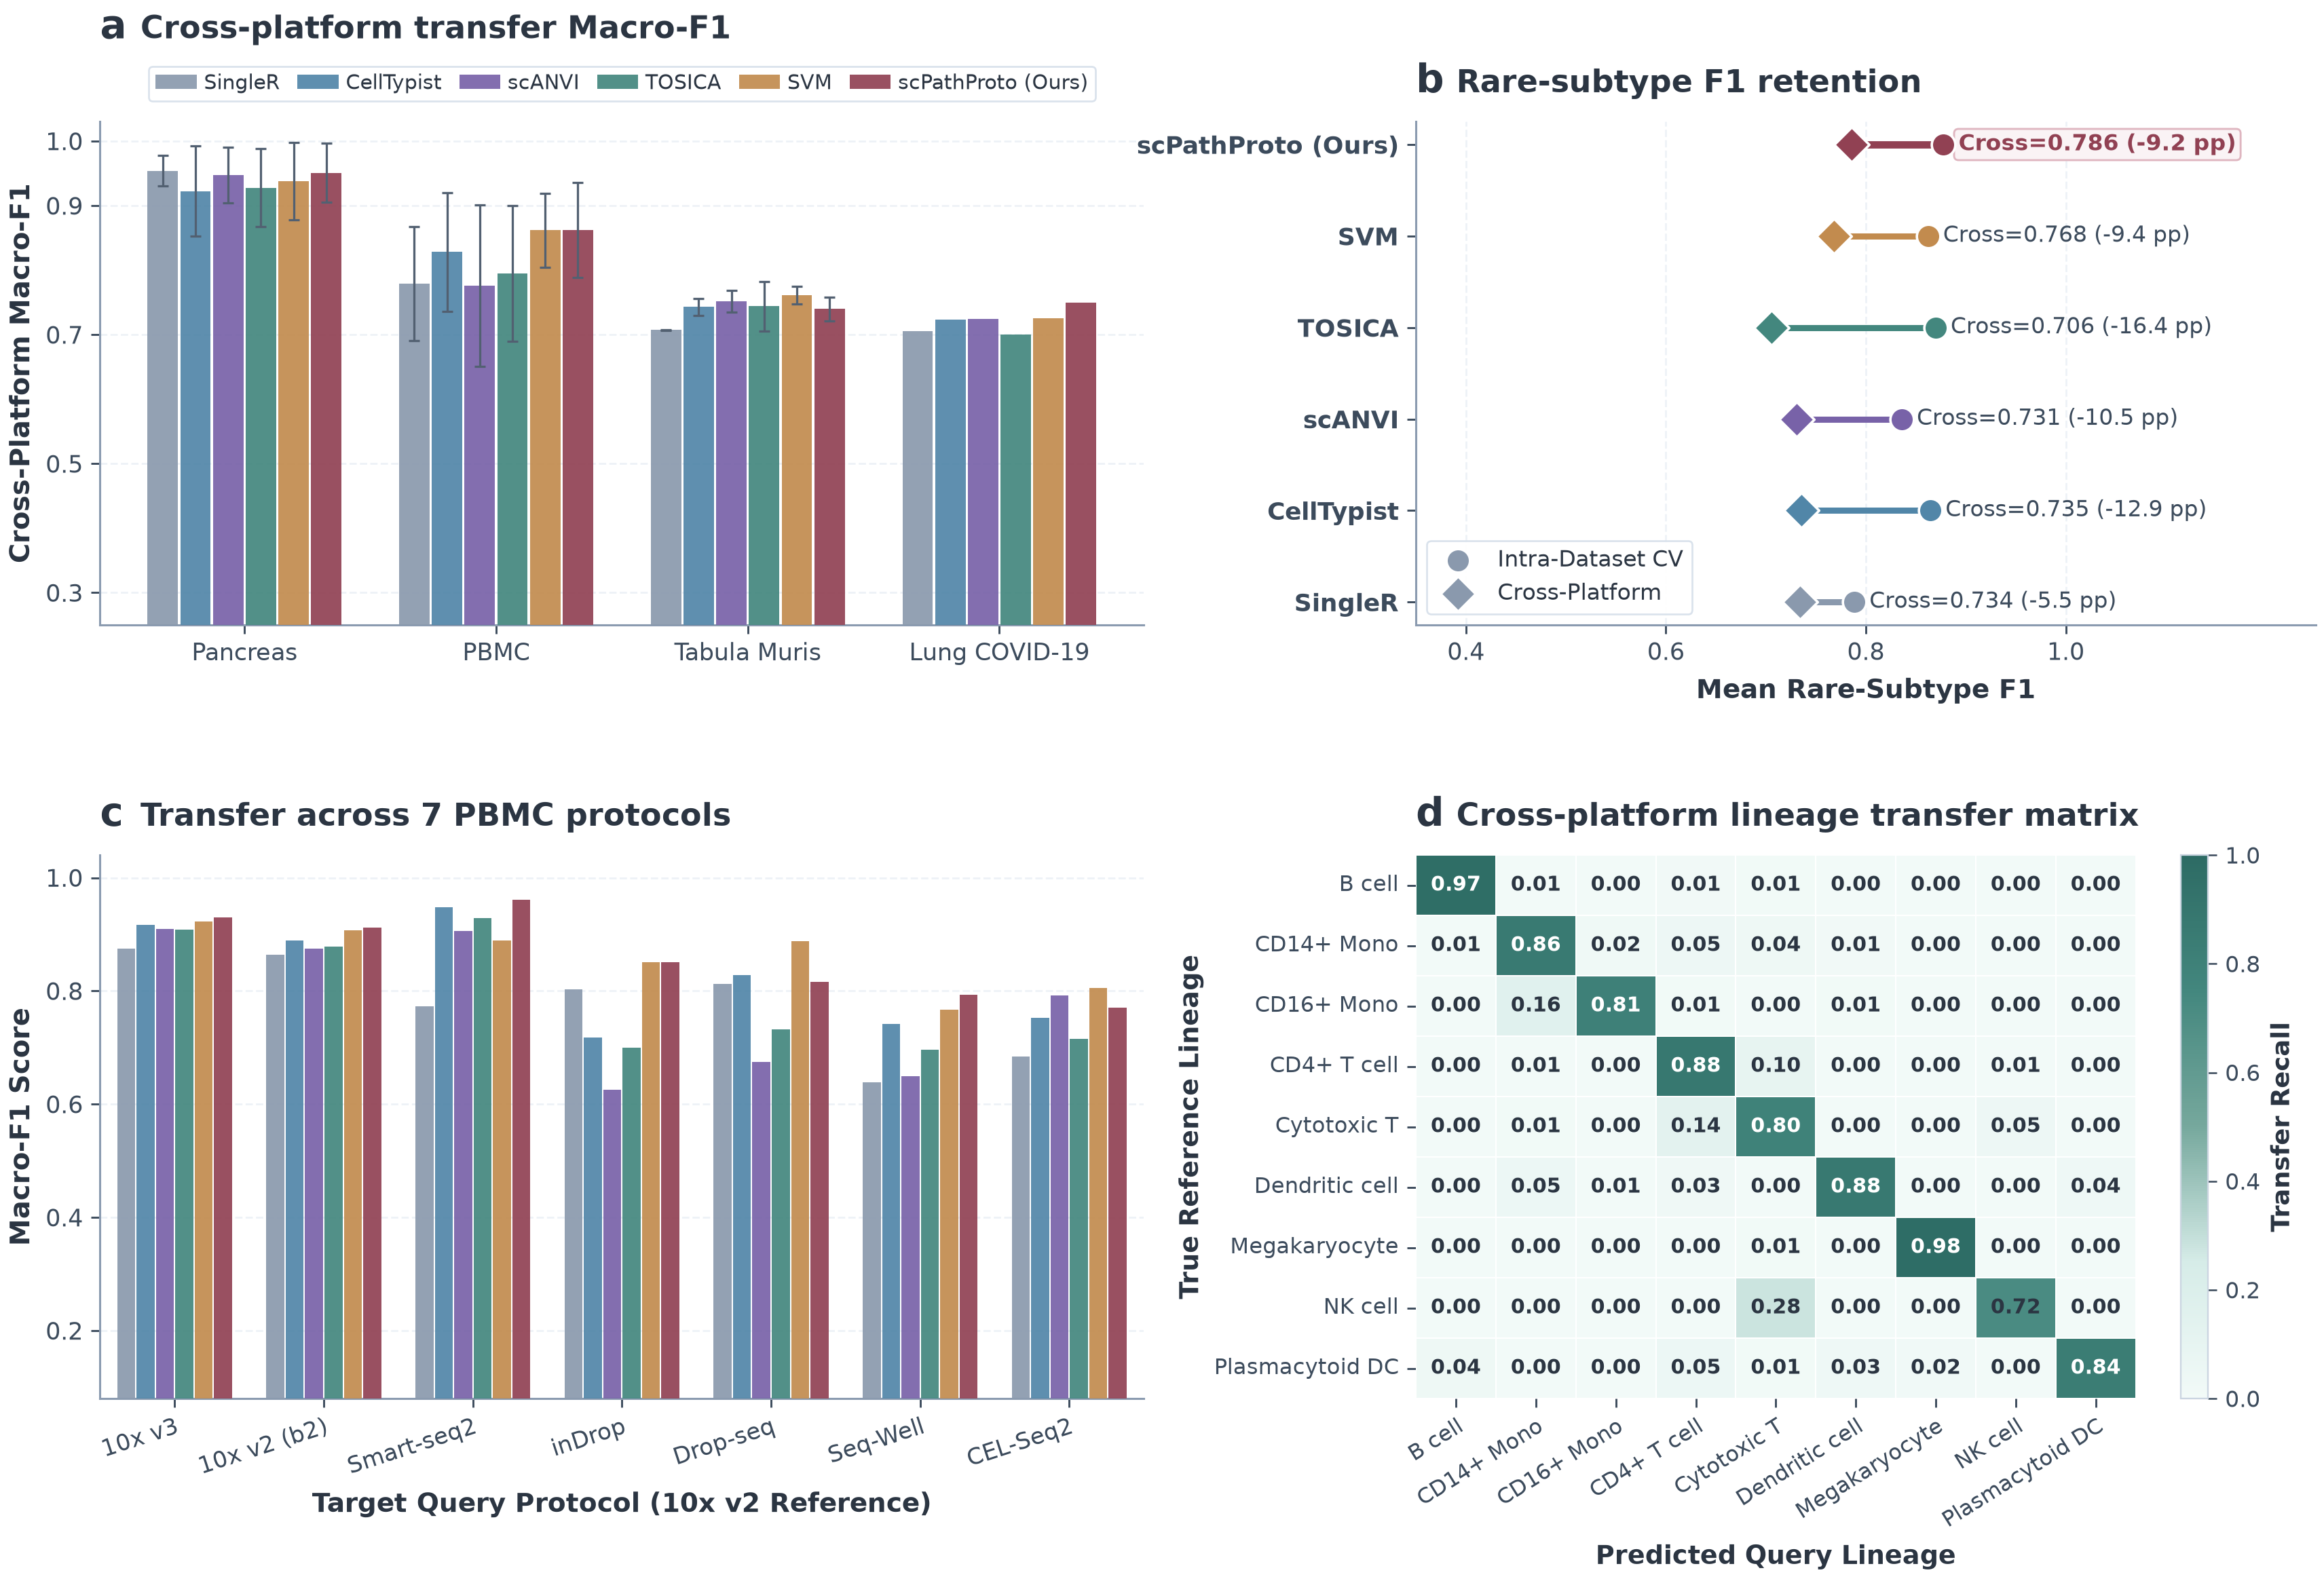 a Cross-platform transfer Macro-F1
SingleR CellTypist scANVI TOSICA SVM scPathProto (Ours)
Cross-Platform Macro-F1
1.0
0.9
0.7
0.5
0.3
Pancreas PBMC Tabula Muris Lung COVID-19
b Rare-subtype F1 retention
scPathProto (Ours) Cross=0.786 (-9.2 pp)
SVM Cross=0.768 (-9.4 pp)
TOSICA Cross=0.706 (-16.4 pp)
scANVI Cross=0.731 (-10.5 pp)
CellTypist Cross=0.735 (-12.9 pp)
SingleR Cross=0.734 (-5.5 pp)
Intra-Dataset CV
Cross-Platform
0.4 0.6 0.8 1.0
Mean Rare-Subtype F1
c Transfer across 7 PBMC protocols
Macro-F1 Score
1.0
0.8
0.6
0.4
0.2
10x v3 10x v2 (b2) Smart-seq2 inDrop Drop-seq Seq-Well CEL-Seq2
Target Query Protocol (10x v2 Reference)
d Cross-platform lineage transfer matrix
True Reference Lineage
B cell 0.97 0.01 0.00 0.01 0.01 0.00 0.00 0.00 0.00
CD14+ Mono 0.01 0.86 0.02 0.05 0.04 0.01 0.00 0.00 0.00
CD16+ Mono 0.00 0.16 0.81 0.01 0.00 0.01 0.00 0.00 0.00
CD4+ T cell 0.00 0.01 0.00 0.88 0.10 0.00 0.00 0.01 0.00
Cytotoxic T 0.00 0.01 0.00 0.14 0.80 0.00 0.00 0.05 0.00
Dendritic cell 0.00 0.05 0.01 0.03 0.00 0.88 0.00 0.00 0.04
Megakaryocyte 0.00 0.00 0.00 0.00 0.01 0.00 0.98 0.00 0.00
NK cell 0.00 0.00 0.00 0.00 0.28 0.00 0.00 0.72 0.00
Plasmacytoid DC 0.04 0.00 0.00 0.05 0.01 0.03 0.02 0.00 0.84
B cell CD14+ Mono CD16+ Mono CD4+ T cell Cytotoxic T Dendritic cell Megakaryocyte NK cell Plasmacytoid DC
Predicted Query Lineage
1.0
0.8
0.6
0.4
0.2
0.0
Transfer Recall